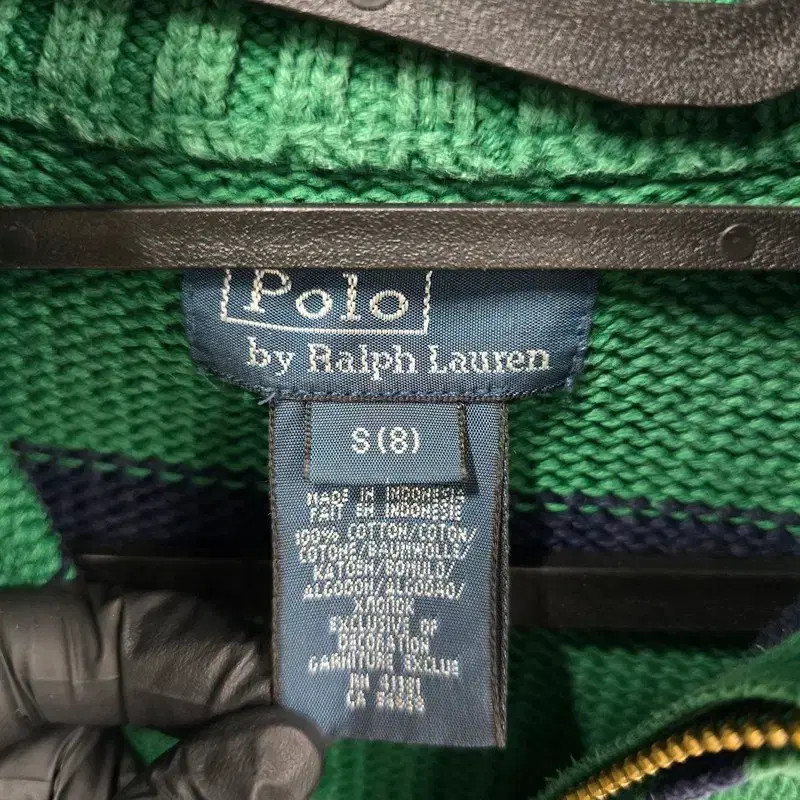 Polo
by Ralph Lauren
S (8)
MADE IN INDONESIA
FAIT EN INDONESIE
100% COTTON/COTON/
COTONE/BAUMWOLLE/
KATOEN/BOMULD/
ALGODON/ALGODAO/
ХЛОПОК
EXCLUSIVE OF
DECORATION
GARNITURE EXCLUE
RN 41381
CA